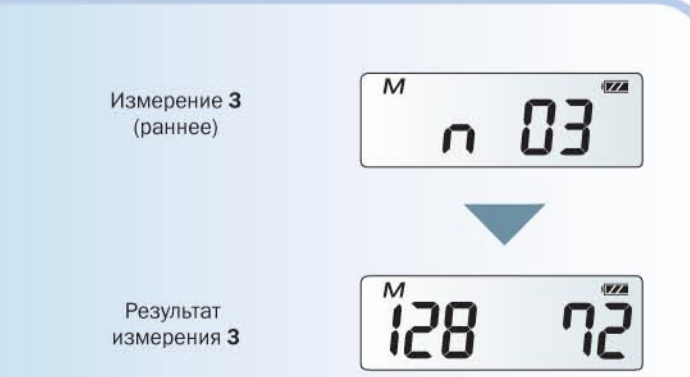 Измерение 3
(раннее)
M
n 03
Результат
измерения 3
M
128 72